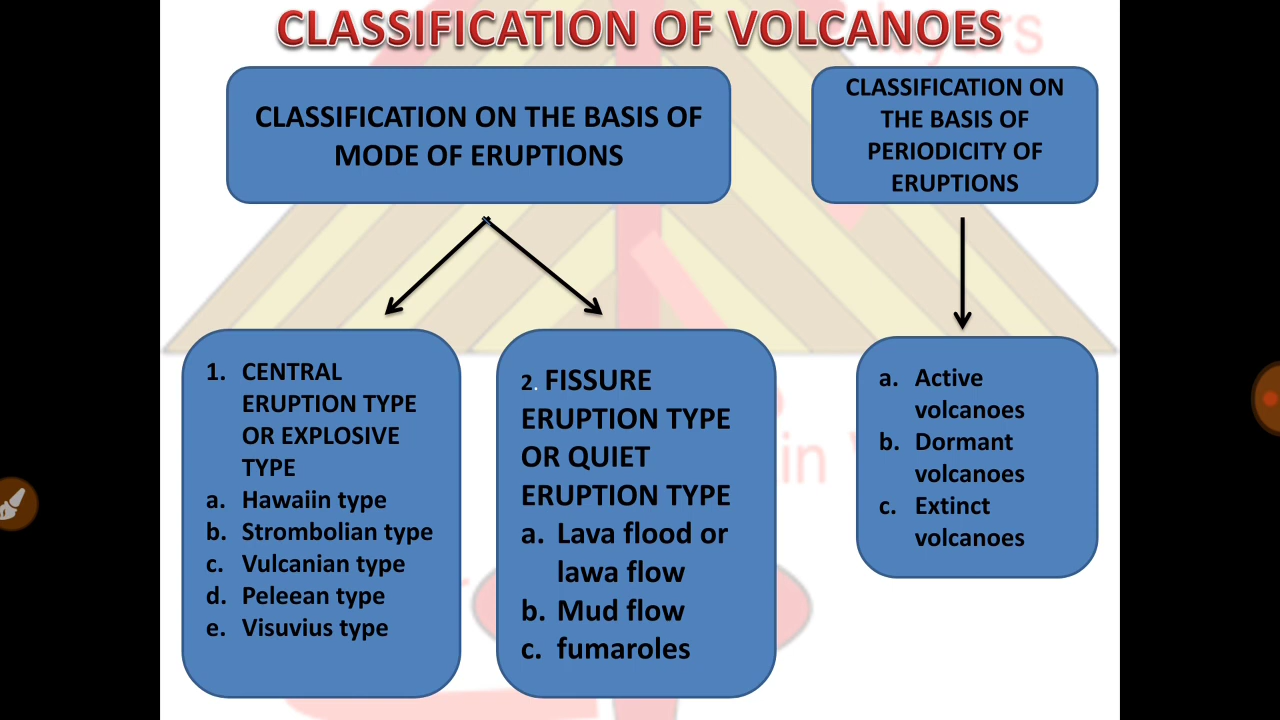 CLASSIFICATION OF VOLCANOES
CLASSIFICATION ON THE BASIS OF
MODE OF ERUPTIONS
CLASSIFICATION ON
THE BASIS OF
PERIODICITY OF
ERUPTIONS
1. CENTRAL
ERUPTION TYPE
OR EXPLOSIVE
TYPE
a. Hawaiin type
b. Strombolian type
c. Vulcanian type
d. Peleean type
e. Visuvius type
2. FISSURE
ERUPTION TYPE
OR QUIET
ERUPTION TYPE
a. Lava flood or
lawa flow
b. Mud flow
c. fumaroles
a. Active
volcanoes
b. Dormant
volcanoes
c. Extinct
volcanoes
in